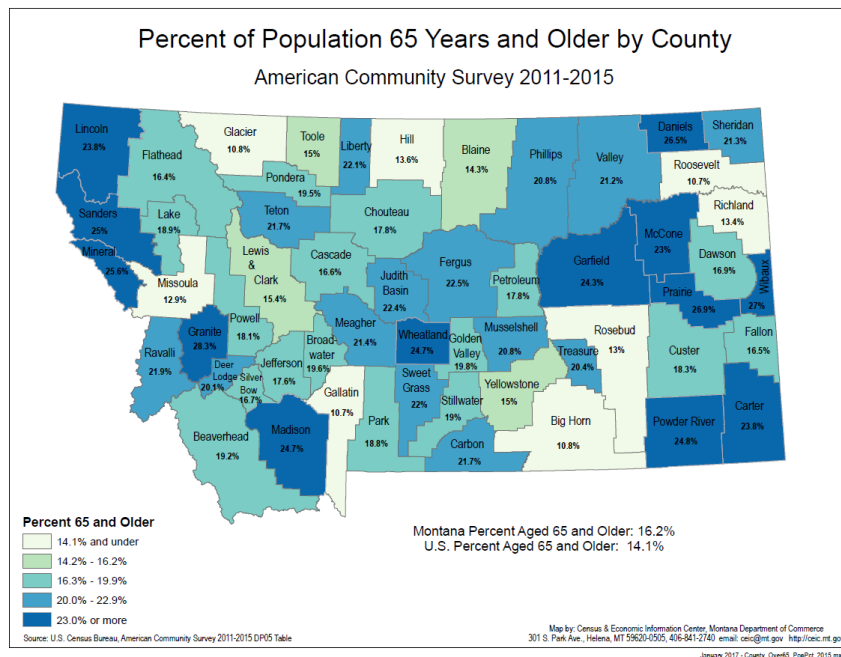 Percent of Population 65 Years and Older by County
American Community Survey 2011-2015
Lincoln
23.8%
Flathead
16.4%
Glacier
10.8%
Toole
15%
Liberty
22.1%
Hill
13.6%
Blaine
14.3%
Phillips
20.8%
Valley
21.2%
Daniels
26.5%
Sheridan
21.3%
Roosevelt
10.7%
Richland
13.4%
Pondera
19.5%
Teton
21.7%
Chouteau
17.8%
Sanders
25%
Lake
18.9%
Mineral
25.6%
Missoula
12.9%
Lewis
&
Clark
15.4%
Cascade
16.6%
Judith
Basin
22.4%
Fergus
22.5%
Petroleum
17.8%
Garfield
24.3%
McCone
23%
Dawson
16.9%
Wibaux
27%
Prairie
26.9%
Powell
18.1%
Granite
28.3%
Ravalli
21.9%
Deer
Lodge
20.1%
Silver
Bow
16.7%
Jefferson
17.6%
Broad-
water
19.6%
Meagher
21.4%
Wheatland
24.7%
Golden
Valley
19.8%
Musselshell
20.8%
Treasure
20.4%
Rosebud
13%
Custer
18.3%
Fallon
16.5%
Gallatin
10.7%
Park
18.8%
Sweet
Grass
22%
Stillwater
19%
Yellowstone
15%
Big Horn
10.8%
Powder River
24.8%
Carter
23.8%
Beaverhead
19.2%
Madison
24.7%
Carbon
21.7%
Percent 65 and Older
14.1% and under
14.2% - 16.2%
16.3% - 19.9%
20.0% - 22.9%
23.0% or more
Montana Percent Aged 65 and Older: 16.2%
U.S. Percent Aged 65 and Older: 14.1%
Source: U.S. Census Bureau, American Community Survey 2011-2015 DP05 Table
Map by: Census & Economic Information Center, Montana Department of Commerce
301 S. Park Ave., Helena, MT 59620-0505, 406-841-2740 email: ceic@mt.gov http://ceic.mt.go
January 2017 - County_Over65_PopPct_2015.m